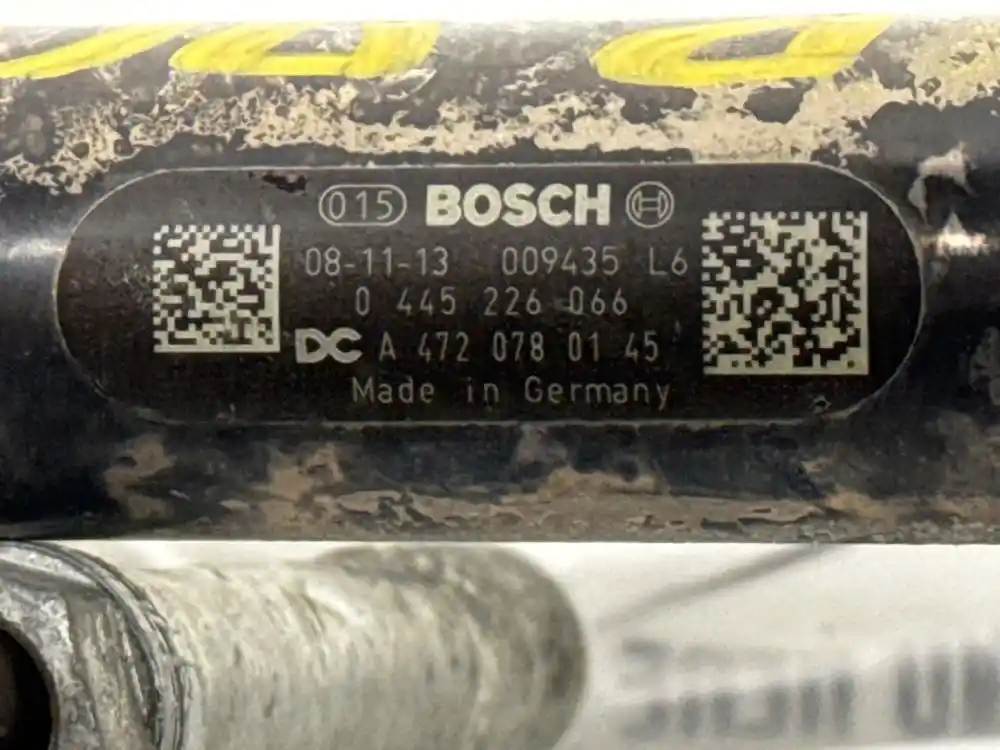 015 BOSCH
08-11-13 009435 L6
0 445 226 066
DC A 472 078 01 45
Made in Germany